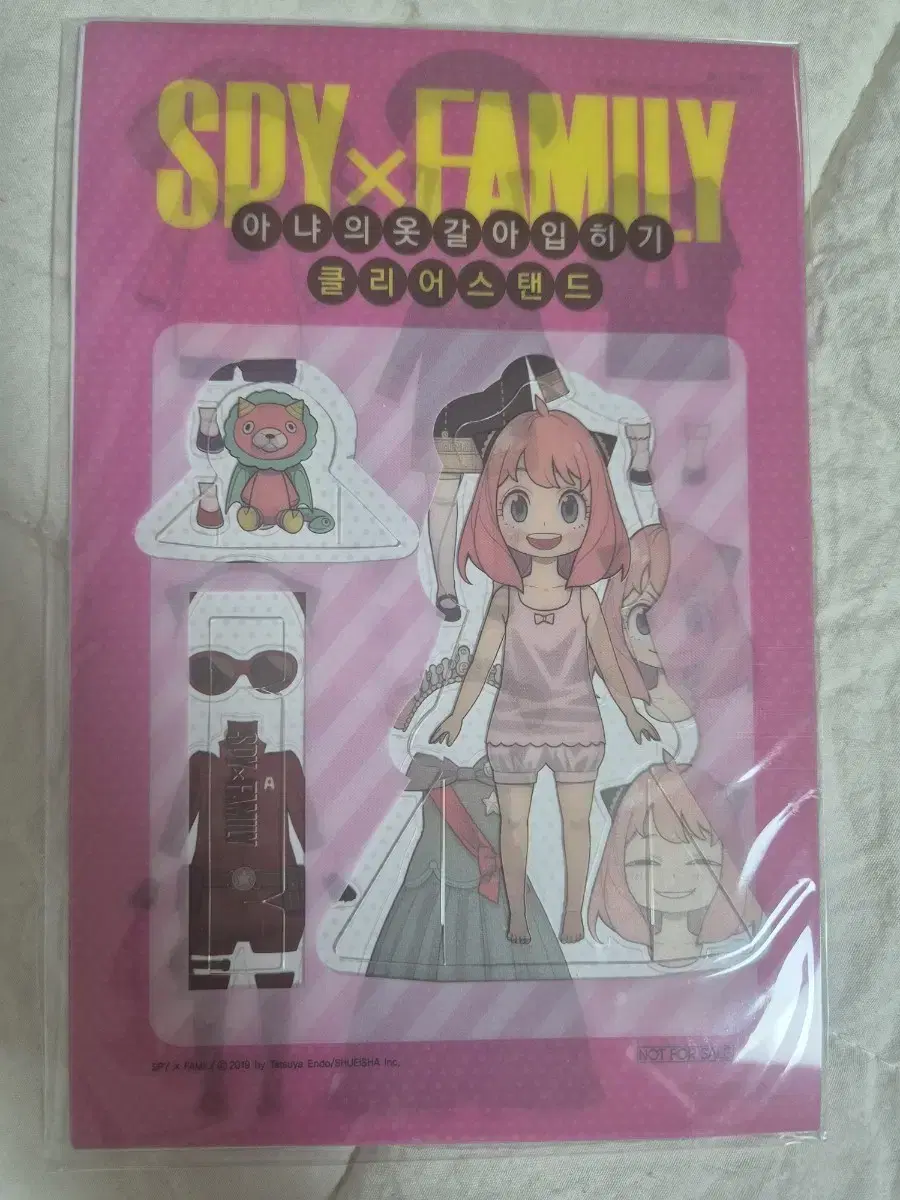 SPY×FAMILY
아냐의옷갈아입히기
클리어스탠드
SPY×FAMILY
A
SPY × FAMILY ⓒ2019 by Tatsuya Endo/SHUEISHA Inc.
NOT FOR SALE